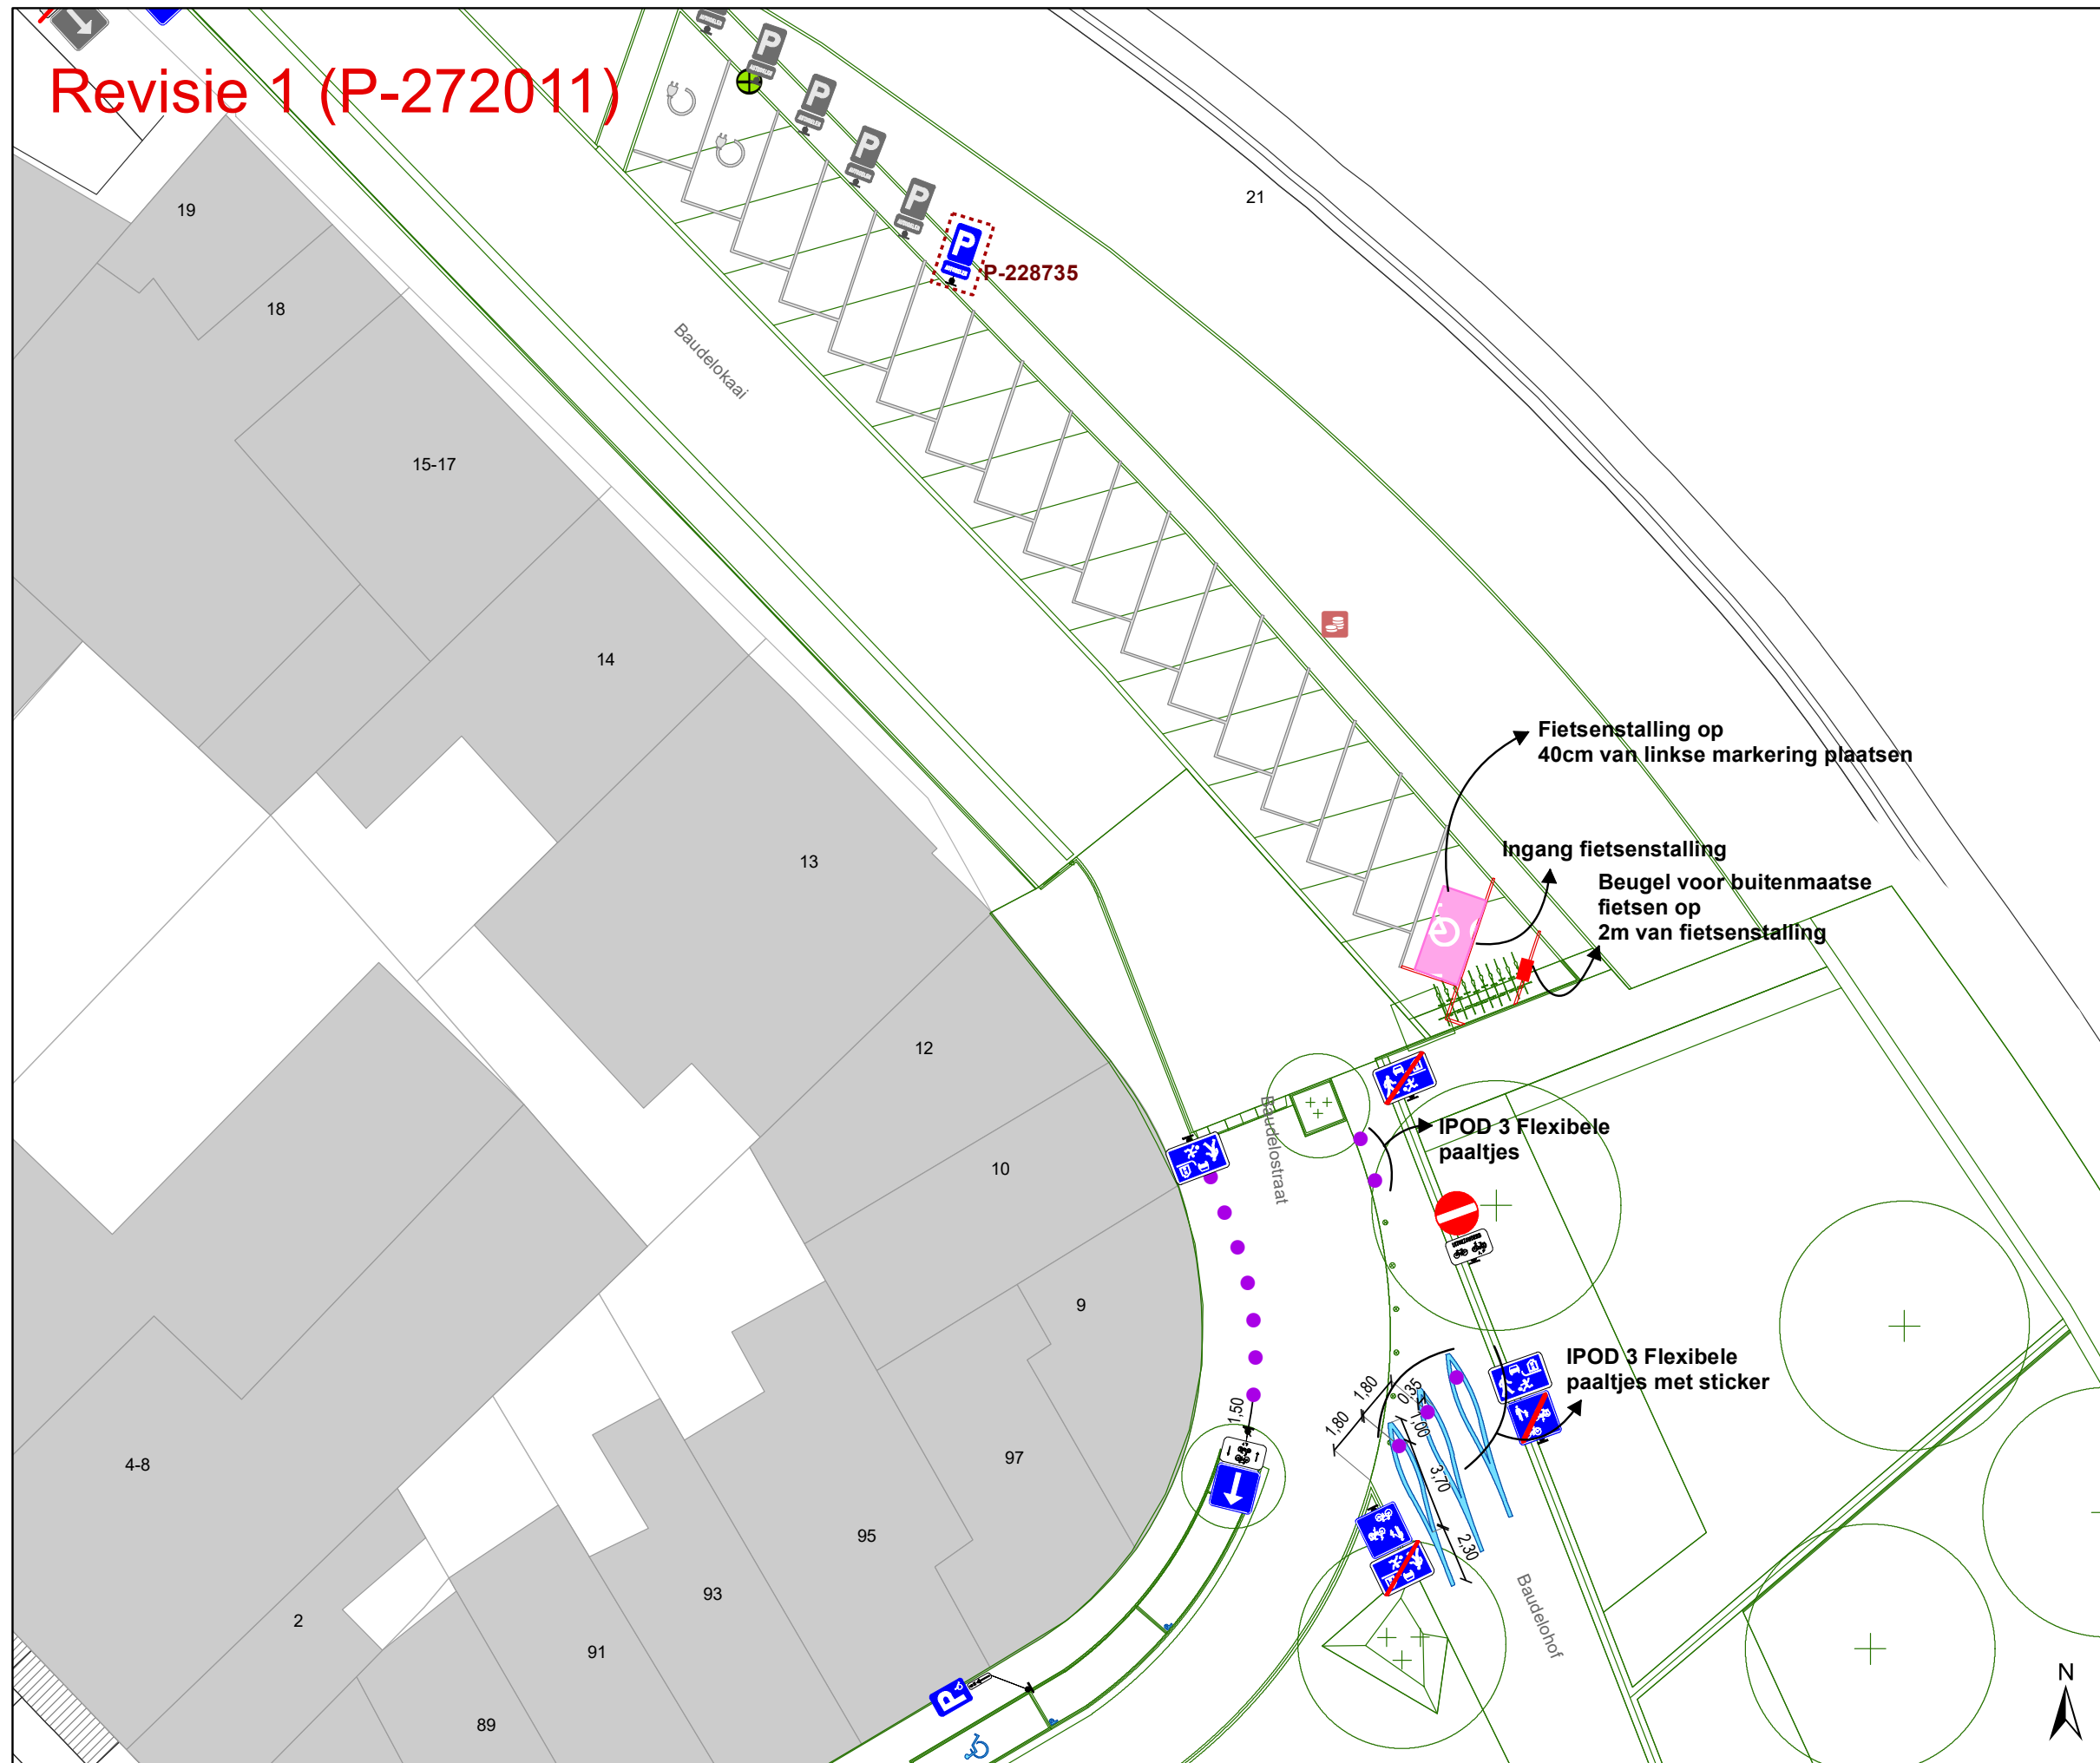 Revisie 1 (P-272011)
19
21
P-228735
18
Baudelokaai
15-17
14
Fietsenstalling op
40cm van linkse markering plaatsen
13
Ingang fietsenstalling
Beugel voor buitenmaatse
fietsen op
2m van fietsenstalling
12
Baudelostraat
IPOD 3 Flexibele
paaltjes
10
9
IPOD 3 Flexibele
paaltjes met sticker
1,80
0,35
1,80
1,00
1,50
3,70
2,30
97
4-8
95
93
Baudelohof
2
91
89
P
P
P
P
P
P
N